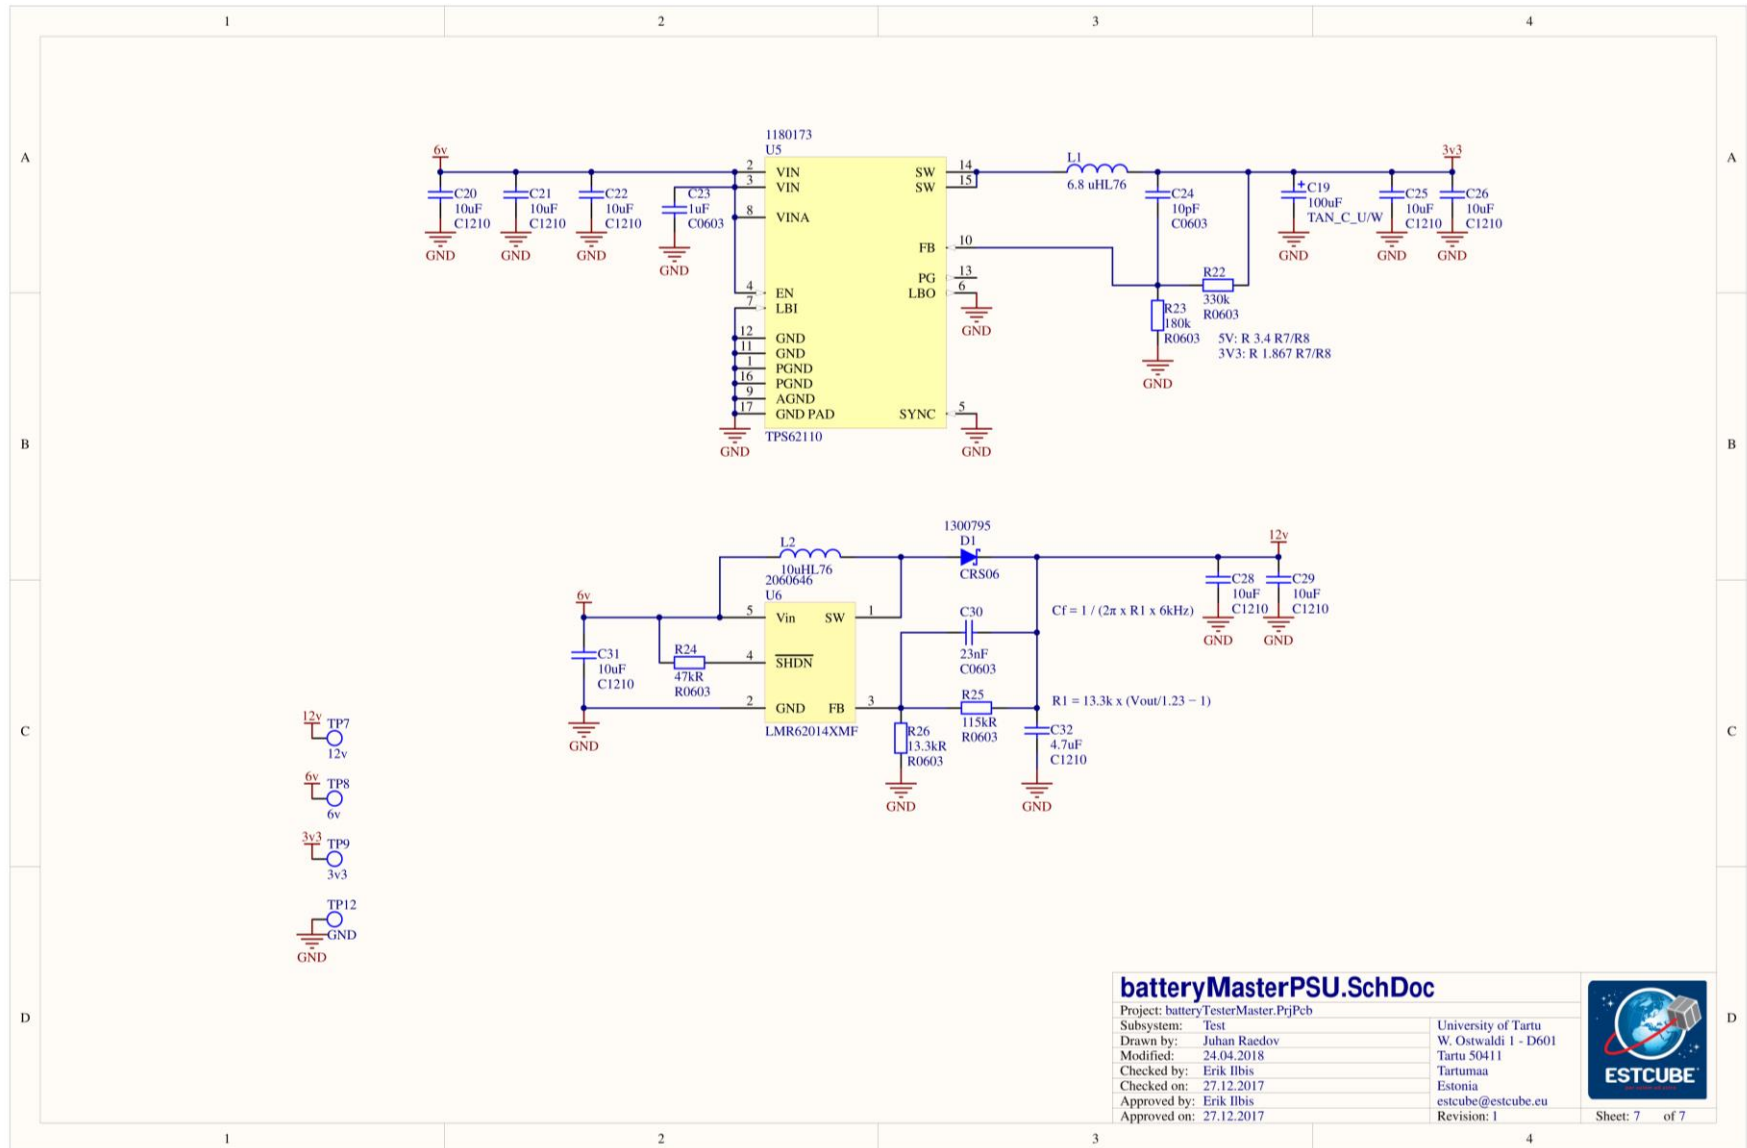 1 2 3 4
A A
B B
C C
D D
1 2 3 4
1180173
U5
6v
C20
10uF
C1210
GND
C21
10uF
C1210
GND
C22
10uF
C1210
GND
C23
1uF
C0603
GND
2 VIN
3 VIN
8 VINA
4 EN
7 LBI
12 GND
11 GND
1 PGND
16 PGND
9 AGND
17 GND PAD
GND
SW 14
SW 15
FB 10
PG 13
LBO 6
GND
SYNC 5
GND
TPS62110
L1
6.8 uHL76
C24
10pF
C0603
R22
330k
R0603
R23
180k
R0603
GND
5V: R 3.4 R7/R8
3V3: R 1.867 R7/R8
+
C19
100uF
TAN_C_U/W
GND
C25
10uF
C1210
GND
3v3
C26
10uF
C1210
GND
L2
10uHL76
2060646
U6
6v
C31
10uF
C1210
GND
R24
47kR
R0603
5 Vin
4 SHDN
2 GND
SW 1
FB 3
LMR62014XMF
1300795
D1
CRS06
C30
23nF
C0603
Cf = 1 / (2π x R1 x 6kHz)
R25
115kR
R0603
R1 = 13.3k x (Vout/1.23 − 1)
R26
13.3kR
R0603
GND
C32
4.7uF
C1210
GND
12v
C28
10uF
C1210
GND
C29
10uF
C1210
GND
12v
TP7
12v
6v
TP8
6v
3v3
TP9
3v3
TP12
GND
GND
batteryMasterPSU.SchDoc
Project: batteryTesterMaster.PrjPcb
Subsystem: Test
Drawn by: Juhan Raedov
Modified: 24.04.2018
Checked by: Erik Ilbis
Checked on: 27.12.2017
Approved by: Erik Ilbis
Approved on: 27.12.2017
University of Tartu
W. Ostwaldi 1 - D601
Tartu 50411
Tartumaa
Estonia
estcube@estcube.eu
Revision: 1
ESTCUBE
Sheet: 7 of 7